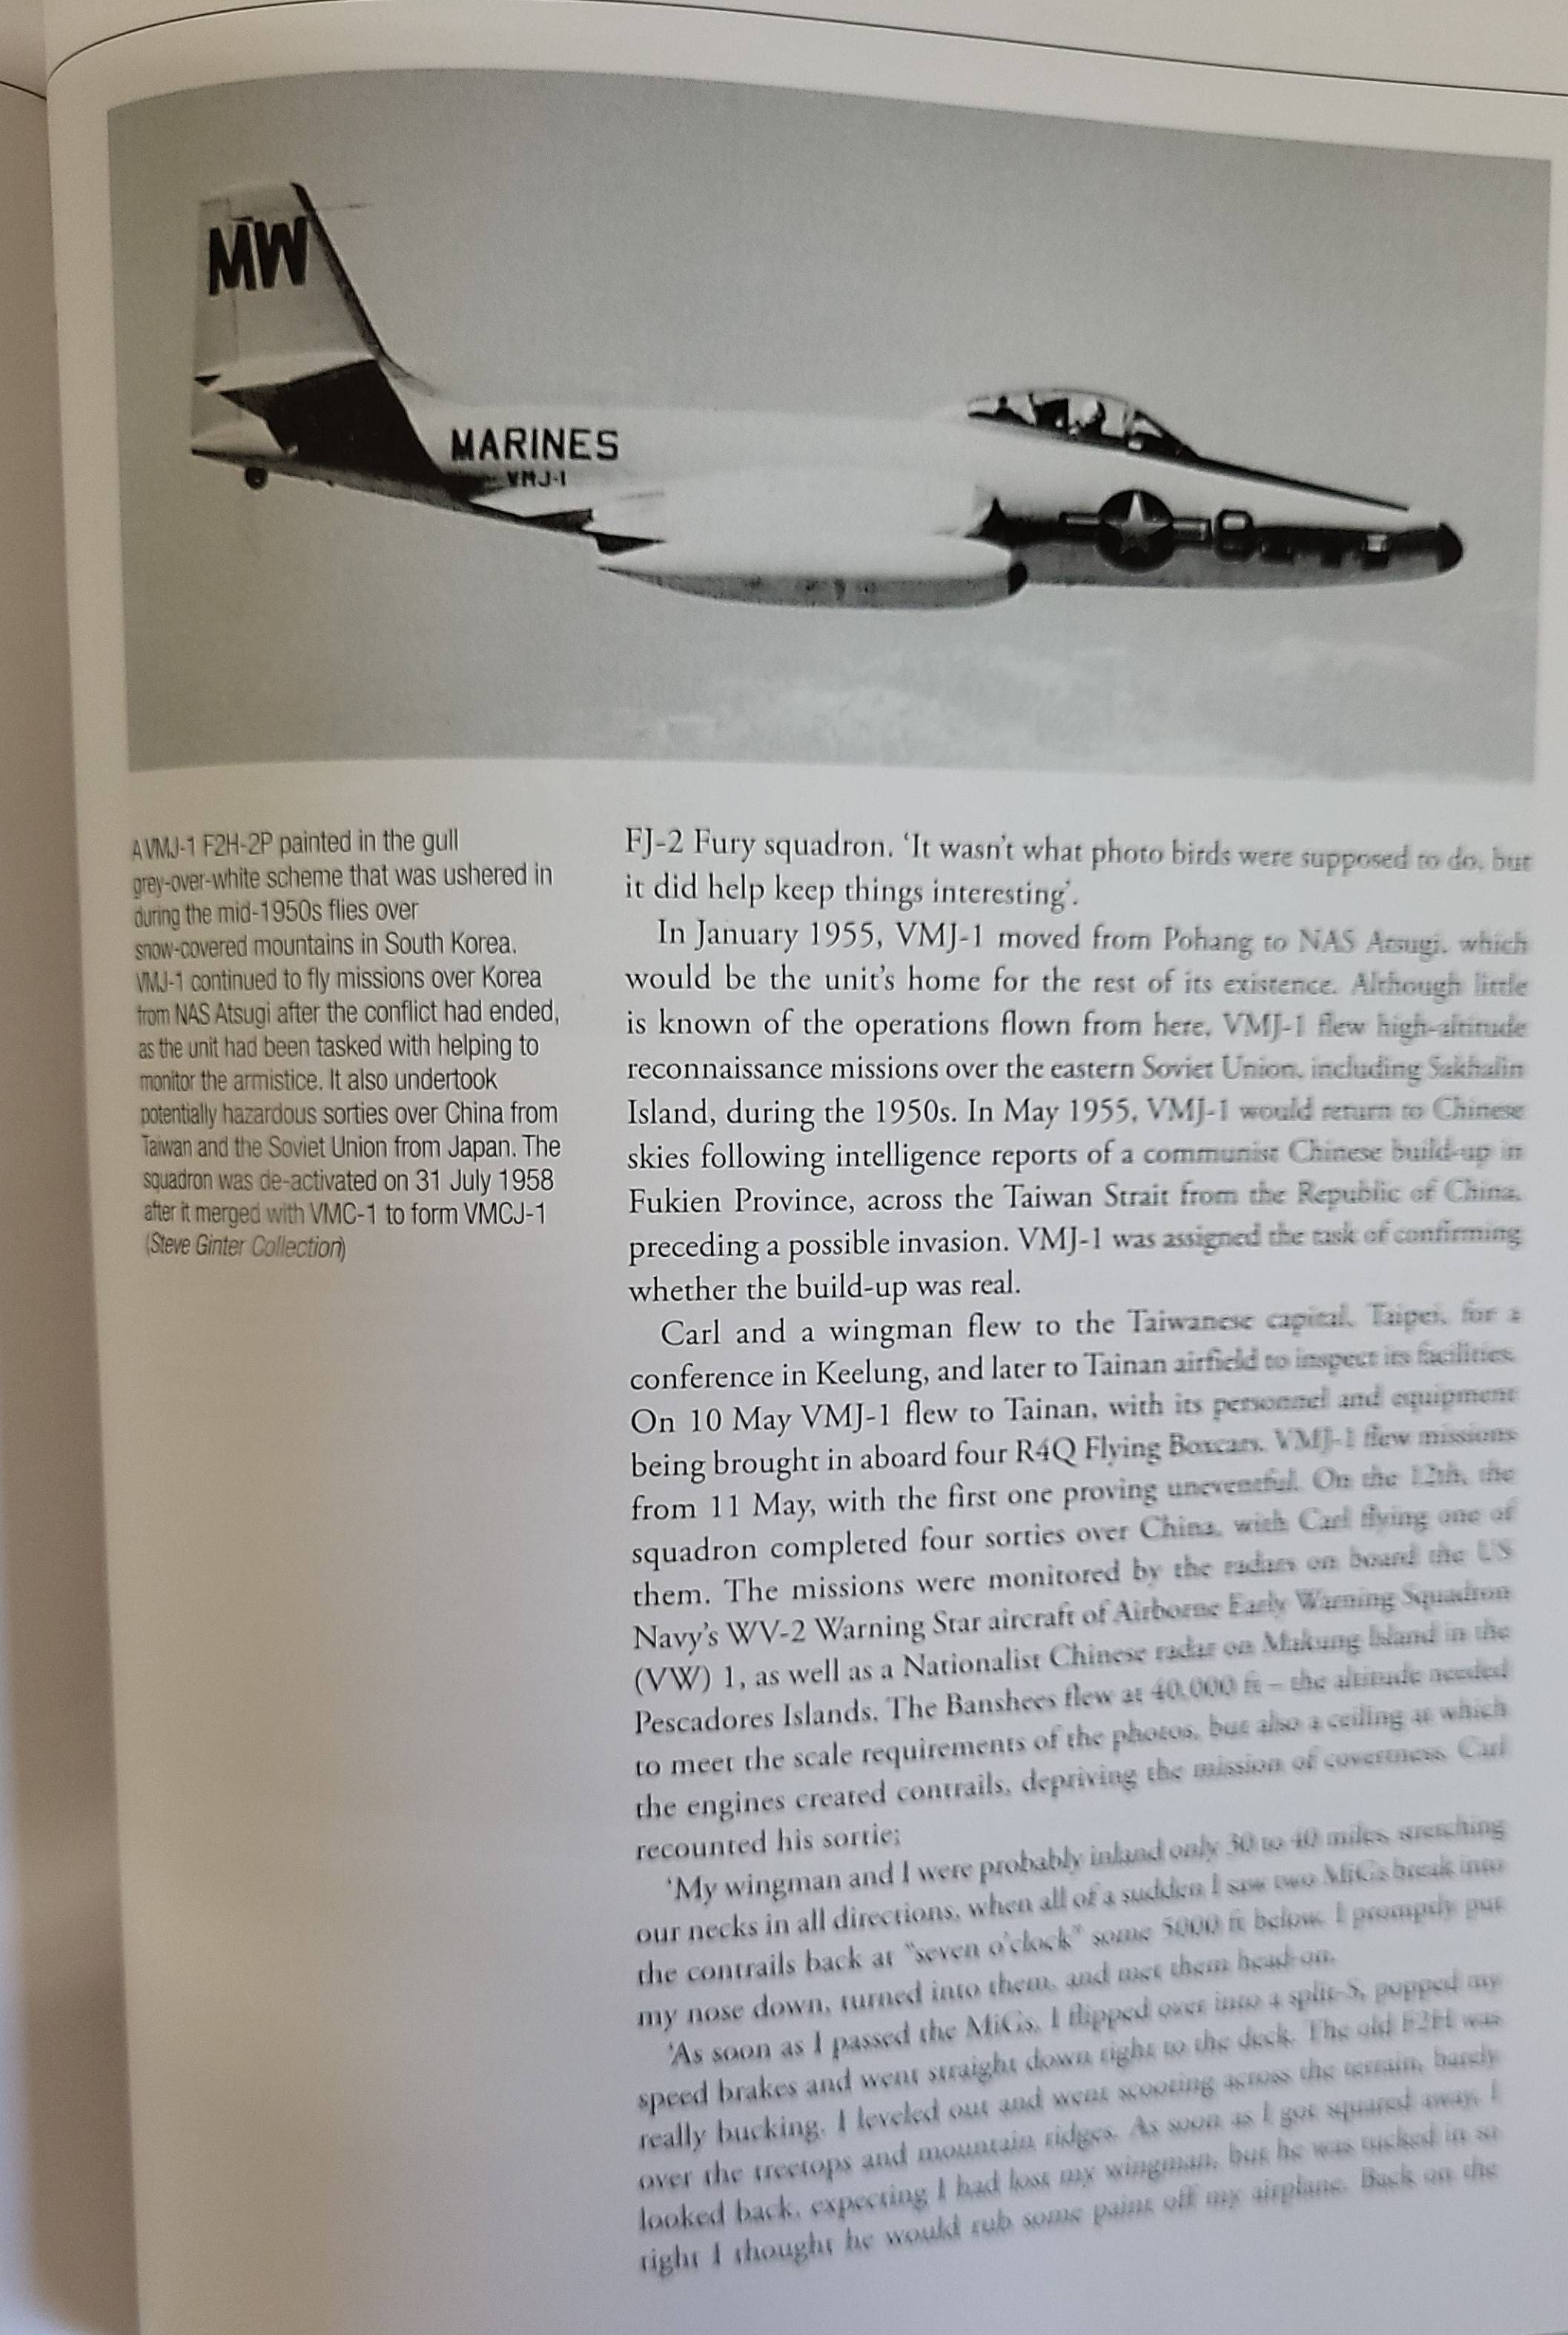 MW
MARINES
VMJ-1
8
A VMJ-1 F2H-2P painted in the gull
grey-over-white scheme that was ushered in
during the mid-1950s flies over
snow-covered mountains in South Korea.
VMJ-1 continued to fly missions over Korea
from NAS Atsugi after the conflict had ended,
as the unit had been tasked with helping to
monitor the armistice. It also undertook
potentially hazardous sorties over China from
Taiwan and the Soviet Union from Japan. The
squadron was de-activated on 31 July 1958
after it merged with VMC-1 to form VMCJ-1
(Steve Ginter Collection)
FJ-2 Fury squadron. ‘It wasn’t what photo birds were supposed to do, but
it did help keep things interesting’.
In January 1955, VMJ-1 moved from Pohang to NAS Atsugi, which
would be the unit’s home for the rest of its existence. Although little
is known of the operations flown from here, VMJ-1 flew high-altitude
reconnaissance missions over the eastern Soviet Union, including Sakhalin
Island, during the 1950s. In May 1955, VMJ-1 would return to Chinese
skies following intelligence reports of a communist Chinese build-up in
Fukien Province, across the Taiwan Strait from the Republic of China,
preceding a possible invasion. VMJ-1 was assigned the task of confirming
whether the build-up was real.
Carl and a wingman flew to the Taiwanese capital, Taipei, for a
conference in Keelung, and later to Tainan airfield to inspect its facilities.
On 10 May VMJ-1 flew to Tainan, with its personnel and equipment
being brought in aboard four R4Q Flying Boxcars. VMJ-1 flew missions
from 11 May, with the first one proving uneventful. On the 12th, the
squadron completed four sorties over China, with Carl flying one of
them. The missions were monitored by the radars on board the US
Navy’s WV-2 Warning Star aircraft of Airborne Early Warning Squadron
(VW) 1, as well as a Nationalist Chinese radar on Makung Island in the
Pescadores Islands. The Banshees flew at 40,000 ft – the altitude needed
to meet the scale requirements of the photos, but also a ceiling at which
the engines created contrails, depriving the mission of covertness. Carl
recounted his sortie;
‘My wingman and I were probably inland only 30 to 40 miles, stretching
our necks in all directions, when all of a sudden I saw two MiGs break into
the contrails back at “seven o’clock” some 5000 ft below. I promptly put
my nose down, turned into them, and met them head-on.
‘As soon as I passed the MiGs, I flipped over into a split-S, popped my
speed brakes and went straight down right to the deck. The old F2H was
really bucking. I leveled out and went scooting across the terrain, barely
over the treetops and mountain ridges. As soon as I got squared away, I
looked back, expecting I had lost my wingman, but he was tucked in so
tight I thought he would rub some paint off my airplane. Back on the